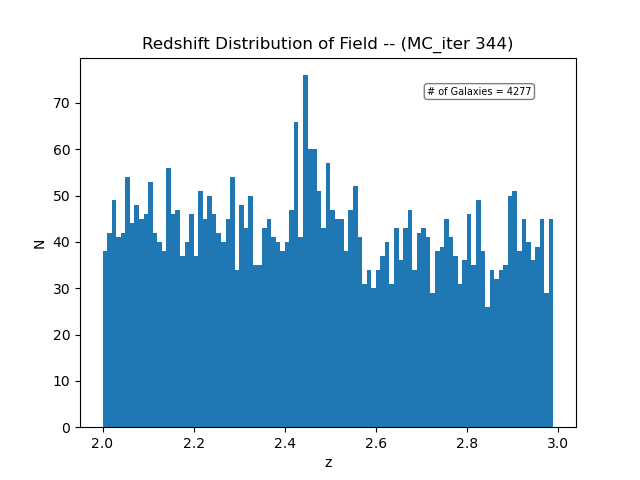 Redshift Distribution of Field -- (MC_iter 344)
# of Galaxies = 4277
70
60
50
40
30
20
10
0
N
2.0 2.2 2.4 2.6 2.8 3.0
z